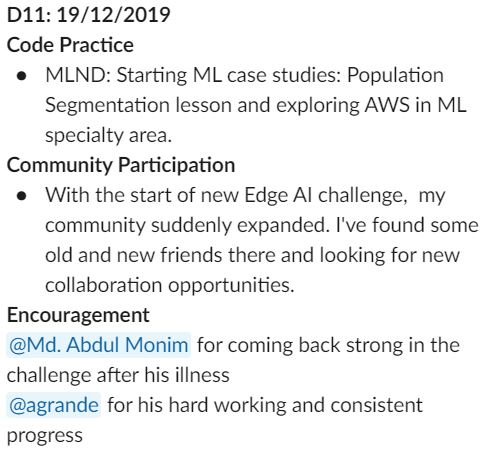 D11: 19/12/2019
Code Practice
● MLND: Starting ML case studies: Population
Segmentation lesson and exploring AWS in ML
specialty area.
Community Participation
● With the start of new Edge AI challenge,  my
community suddenly expanded. I've found some
old and new friends there and looking for new
collaboration opportunities.
Encouragement
@Md. Abdul Monim for coming back strong in the
challenge after his illness
@agrande for his hard working and consistent
progress